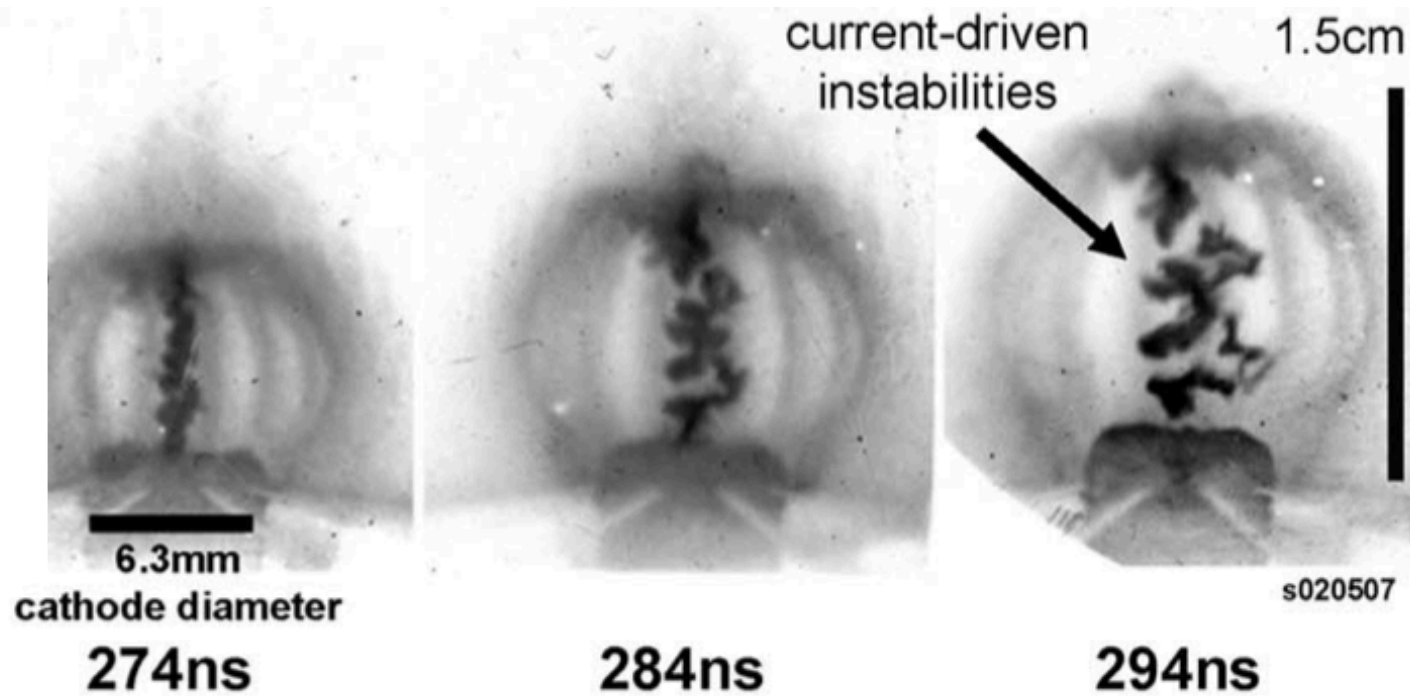 current-driven
instabilities
1.5cm
6.3mm
cathode diameter
s020507
274ns
284ns
294ns